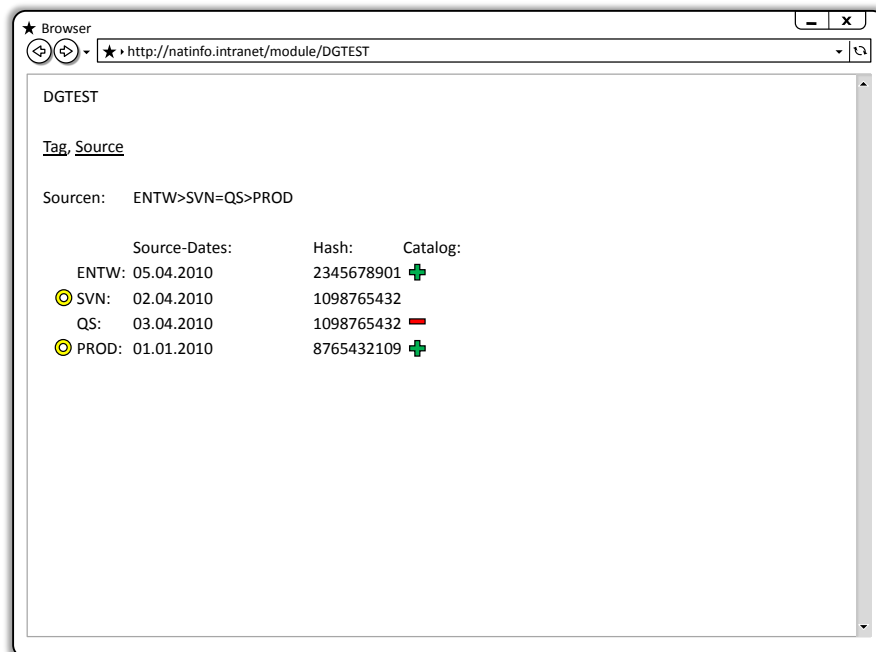 Browser
http://natinfo.intranet/module/DGTEST
DGTEST
Tag, Source
Sourcen: ENTW>SVN=QS>PROD
Source-Dates: Hash: Catalog:
ENTW: 05.04.2010 2345678901
SVN: 02.04.2010 1098765432
QS: 03.04.2010 1098765432
PROD: 01.01.2010 8765432109